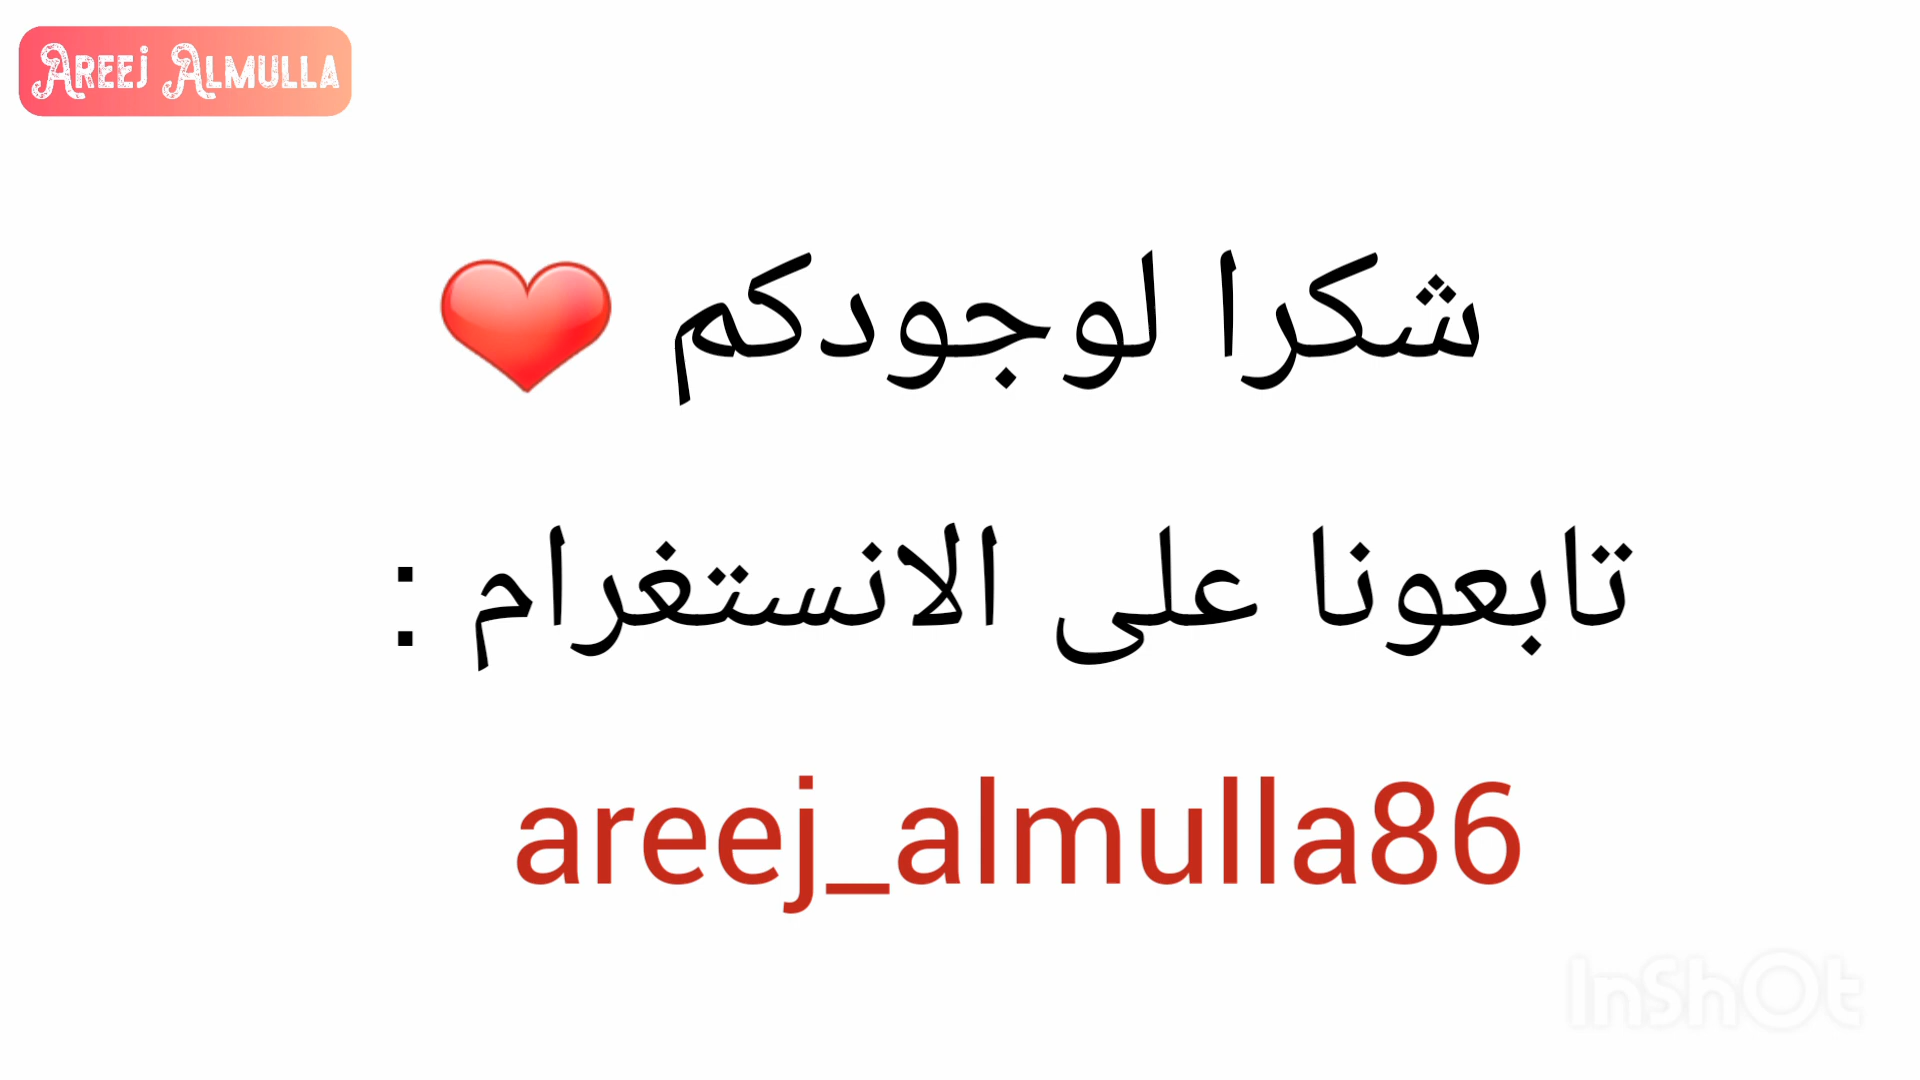 Areej Almulla
شكرا لوجودكم ❤
تابعونا على الانستغرام :
areej_almulla86
InShOt